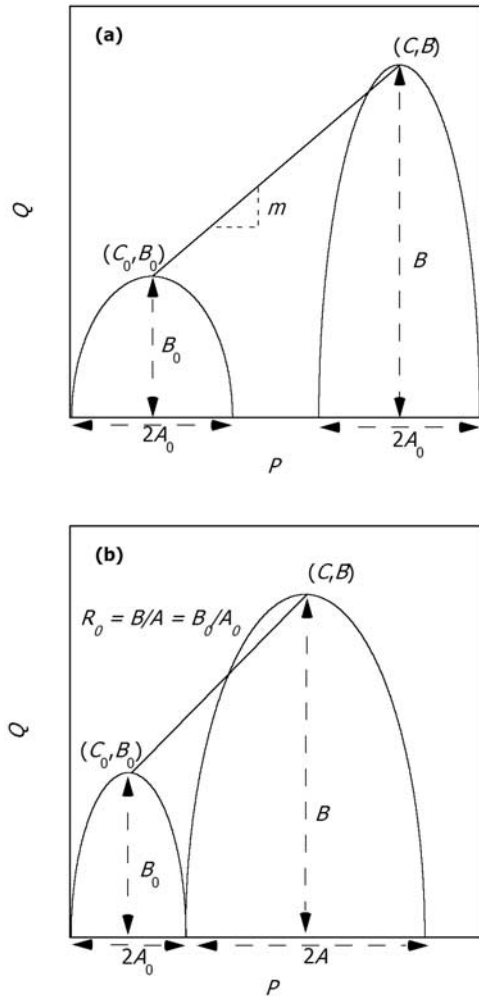 (a)
(C,B)
Q
m
(C₀,B₀)
B
B₀
2A₀
2A₀
P
(b)
(C,B)
R₀ = B/A = B₀/A₀
Q
(C₀,B₀)
B
B₀
2A₀
2A
P